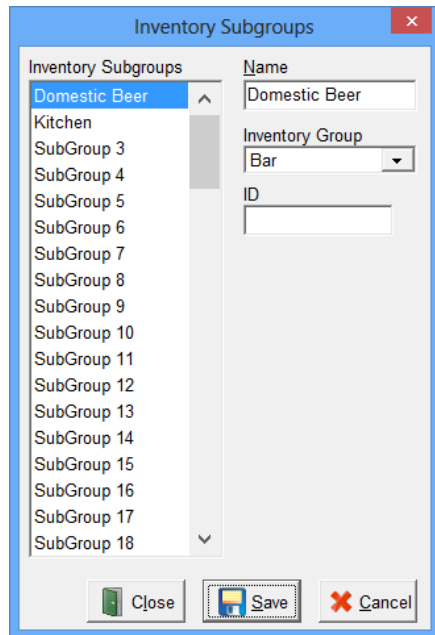 Inventory Subgroups
Inventory Subgroups
Domestic Beer
Kitchen
SubGroup 3
SubGroup 4
SubGroup 5
SubGroup 6
SubGroup 7
SubGroup 8
SubGroup 9
SubGroup 10
SubGroup 11
SubGroup 12
SubGroup 13
SubGroup 14
SubGroup 15
SubGroup 16
SubGroup 17
SubGroup 18
Name
Domestic Beer
Inventory Group
Bar
ID
Close Save Cancel